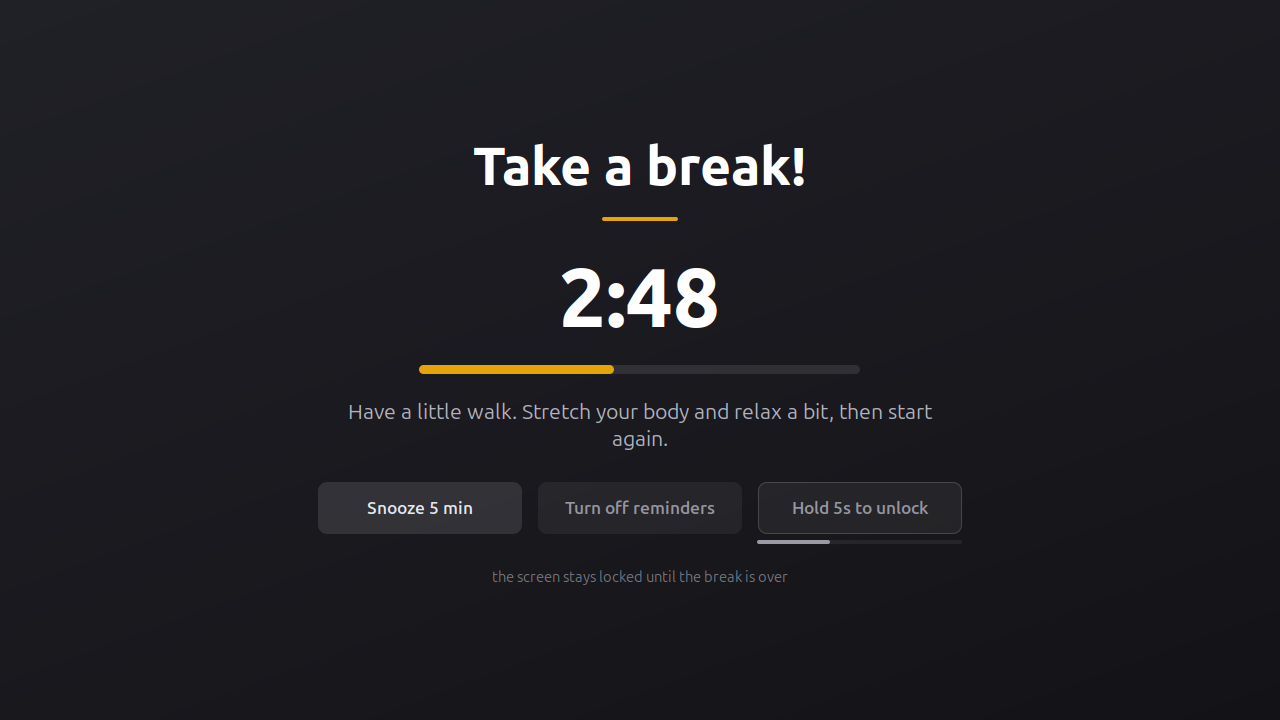 Take a break!
2:48
Have a little walk. Stretch your body and relax a bit, then start
again.
Snooze 5 min
Turn off reminders
Hold 5s to unlock
the screen stays locked until the break is over